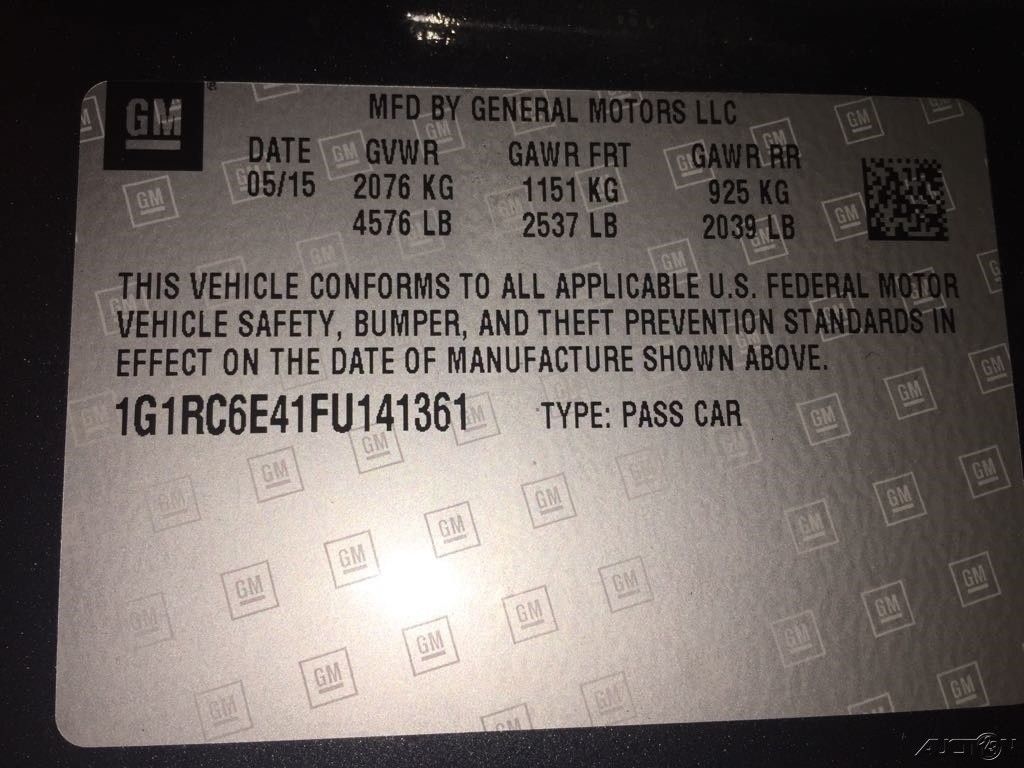 GM
MFD BY GENERAL MOTORS LLC
DATE GVWR GAWR FRT GAWR RR
05/15 2076 KG 1151 KG 925 KG
4576 LB 2537 LB 2039 LB
THIS VEHICLE CONFORMS TO ALL APPLICABLE U.S. FEDERAL MOTOR
VEHICLE SAFETY, BUMPER, AND THEFT PREVENTION STANDARDS IN
EFFECT ON THE DATE OF MANUFACTURE SHOWN ABOVE.
1G1RC6E41FU141361 TYPE: PASS CAR
AUCTION